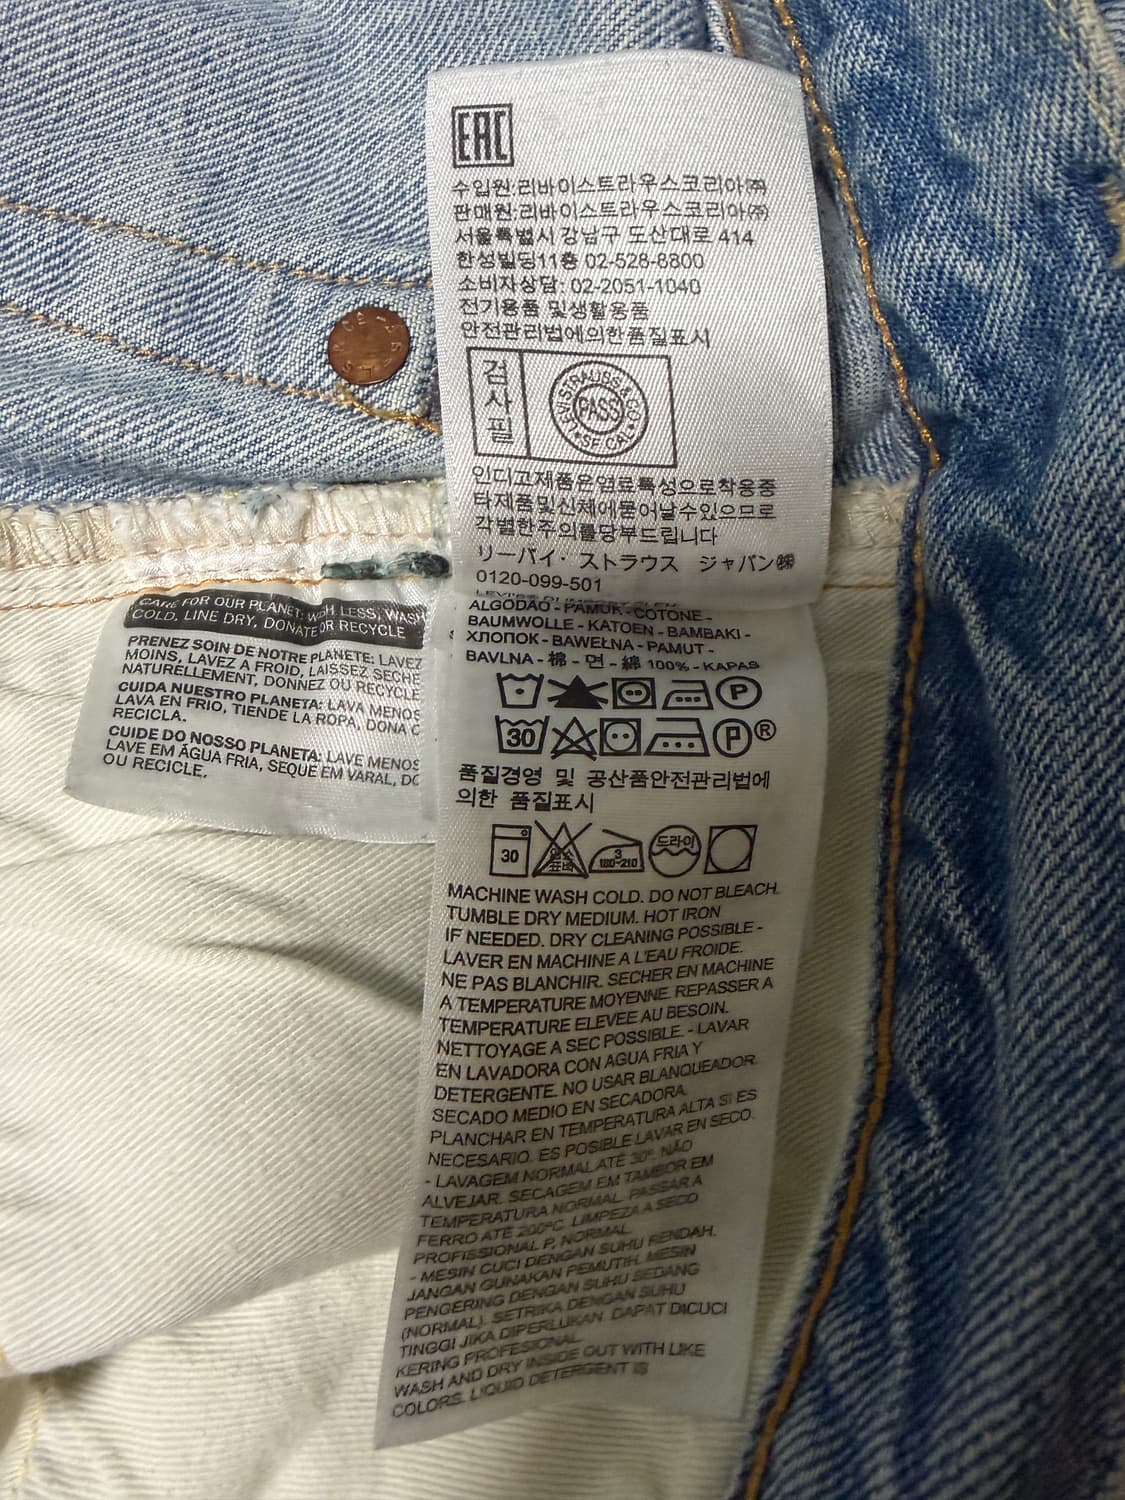 EAC
수입원:리바이스트라우스코리아㈜
판매원:리바이스트라우스코리아(주)
서울특별시 강남구 도산대로 414
한성빌딩11층 02-528-8800
소비자상담: 02-2051-1040
전기용품 및생활용품
안전관리법에의한품질표시
검사필
LEVI STRAUSS & CO
PASS
SF CAL
인디고제품은염료특성으로착용중
타제품및신체에묻어날수있으므로
각별한주의를당부드립니다
リーバイ・ストラウス ジャパン㈱
0120-099-501
ALGODÃO - PAMUK - COTONE -
BAUMWOLLE - KATOEN - BAMBAKI -
ХЛОПОК - BAWEŁNA - PAMUT -
BAVLNA - 棉 - 면 - 綿 100% - KAPAS
P
30 P ®
품질경영 및 공산품안전관리법에
의한 품질표시
30 염소표백 3 180~210 드라이
MACHINE WASH COLD. DO NOT BLEACH.
TUMBLE DRY MEDIUM. HOT IRON
IF NEEDED. DRY CLEANING POSSIBLE -
LAVER EN MACHINE A L'EAU FROIDE.
NE PAS BLANCHIR. SECHER EN MACHINE
A TEMPERATURE MOYENNE. REPASSER A
TEMPERATURE ELEVEE AU BESOIN.
NETTOYAGE A SEC POSSIBLE. - LAVAR
EN LAVADORA CON AGUA FRIA Y
DETERGENTE. NO USAR BLANQUEADOR.
SECADO MEDIO EN SECADORA.
PLANCHAR EN TEMPERATURA ALTA SI ES
NECESARIO. ES POSIBLE LAVAR EN SECO.
- LAVAGEM NORMAL ATÉ 30º. NÃO
ALVEJAR. SECAGEM EM TAMBOR EM
TEMPERATURA NORMAL. PASSAR A
FERRO ATÉ 200ºC. LIMPEZA A SECO
PROFISSIONAL P, NORMAL.
- MESIN CUCI DENGAN SUHU RENDAH.
JANGAN GUNAKAN PEMUTIH. MESIN
PENGERING DENGAN SUHU SEDANG
(NORMAL). SETRIKA DENGAN SUHU
TINGGI JIKA DIPERLUKAN. DAPAT DICUCI
KERING PROFESIONAL.
WASH AND DRY INSIDE OUT WITH LIKE
COLORS. LIQUID DETERGENT IS
CARE FOR OUR PLANET: WASH LESS, WASH
COLD, LINE DRY, DONATE OR RECYCLE
PRENEZ SOIN DE NOTRE PLANÈTE: LAVEZ
MOINS, LAVEZ A FROID, LAISSEZ SECHE
NATURELLEMENT, DONNEZ OU RECYCLE
CUIDA NUESTRO PLANETA: LAVA MENOS
LAVA EN FRIO, TIENDE LA ROPA, DONA O
RECICLA.
CUIDE DO NOSSO PLANETA: LAVE MENOS
LAVE EM ÁGUA FRIA, SEQUE EM VARAL, DO
OU RECICLE.